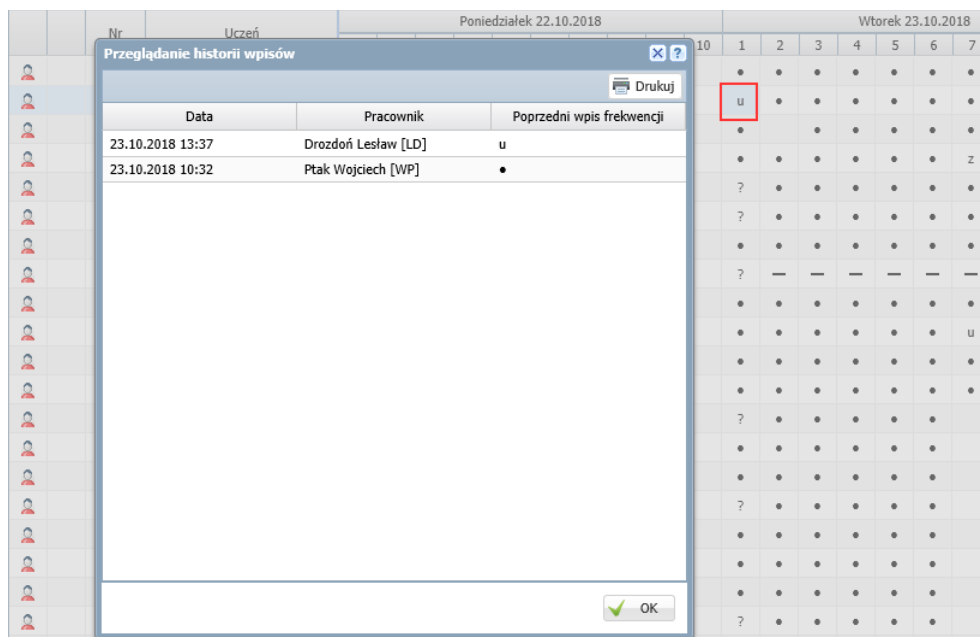 Poniedziałek 22.10.2018 Wtorek 23.10.2018
Nr Uczeń
10 1 2 3 4 5 6 7
Przeglądanie historii wpisów
Drukuj
Data Pracownik Poprzedni wpis frekwencji
23.10.2018 13:37 Drozdoń Lesław [LD] u
23.10.2018 10:32 Ptak Wojciech [WP] ●
● ● ● ● ● ● ●
u ● ● ● ● ● ●
● ● ● ● ● ●
● ● ● ● ● ● z
? ● ● ● ● ● ●
? ● ● ● ● ● ●
● ● ● ● ● ● ●
? — — — — — —
● ● ● ● ● ● ●
● ● ● ● ● ● u
● ● ● ● ● ● ●
● ● ● ● ● ● ●
? ● ● ● ● ●
● ● ● ● ● ●
● ● ● ● ● ●
? ● ● ● ● ●
● ● ● ● ● ●
● ● ● ● ● ●
● ● ● ● ● ●
? ● ● ● ● ●
OK